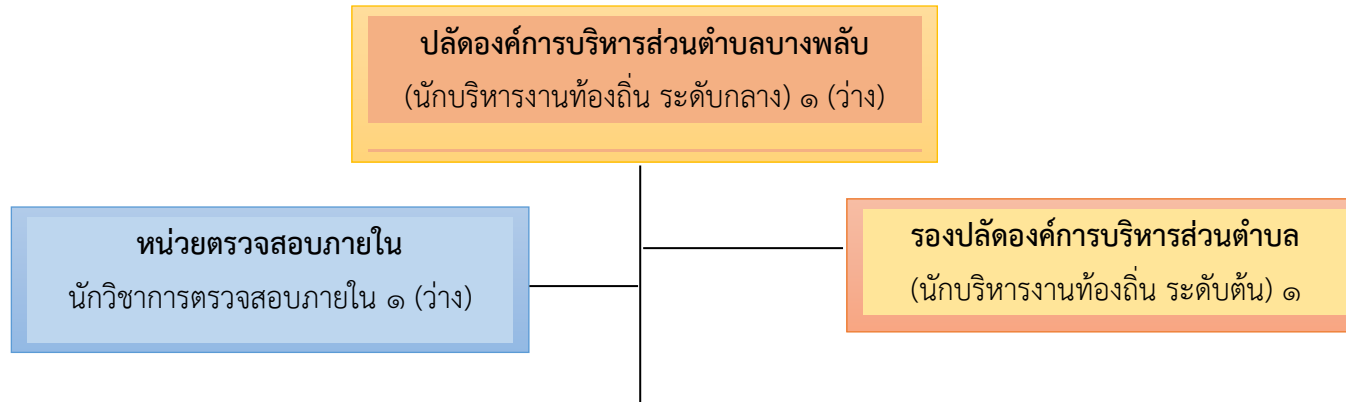 ปลัดองค์การบริหารส่วนตำบลบางพลับ
(นักบริหารงานท้องถิ่น ระดับกลาง) ๑ (ว่าง)
หน่วยตรวจสอบภายใน
นักวิชาการตรวจสอบภายใน ๑ (ว่าง)
รองปลัดองค์การบริหารส่วนตำบล
(นักบริหารงานท้องถิ่น ระดับต้น) ๑